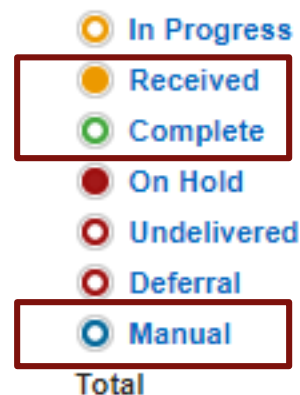 In Progress
Received
Complete
On Hold
Undelivered
Deferral
Manual
Total